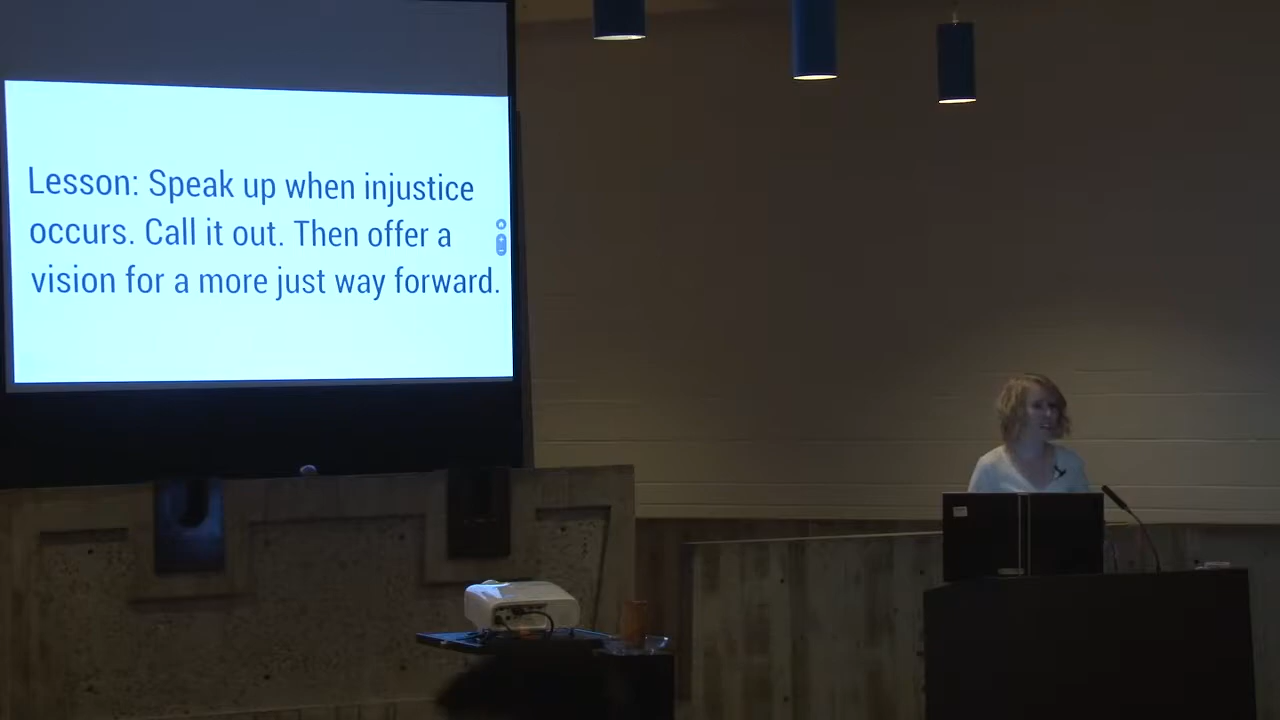 Lesson: Speak up when injustice
occurs. Call it out. Then offer a
vision for a more just way forward.